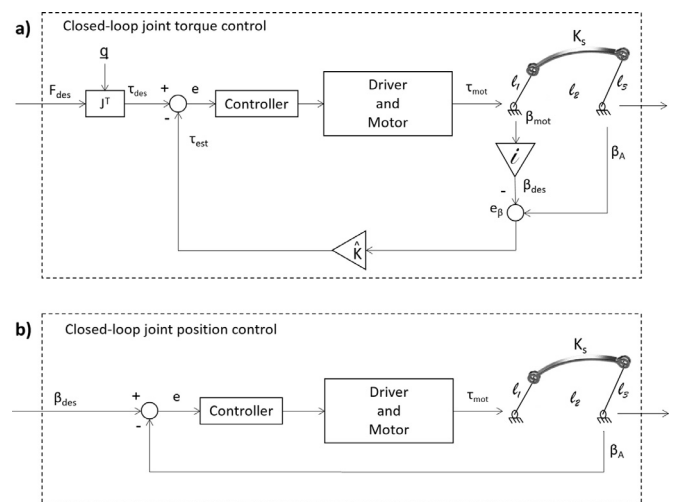 a) Closed-loop joint torque control
q
F_des
J^T
τ_des
+
-
e
Controller
Driver
and
Motor
τ_mot
K_s
ℓ_1
ℓ_2
ℓ_3
β_mot
i
β_des
-
e_β
β_A
τ_est
K̂
b) Closed-loop joint position control
β_des
+
-
e
Controller
Driver
and
Motor
τ_mot
K_s
ℓ_1
ℓ_2
ℓ_3
β_A